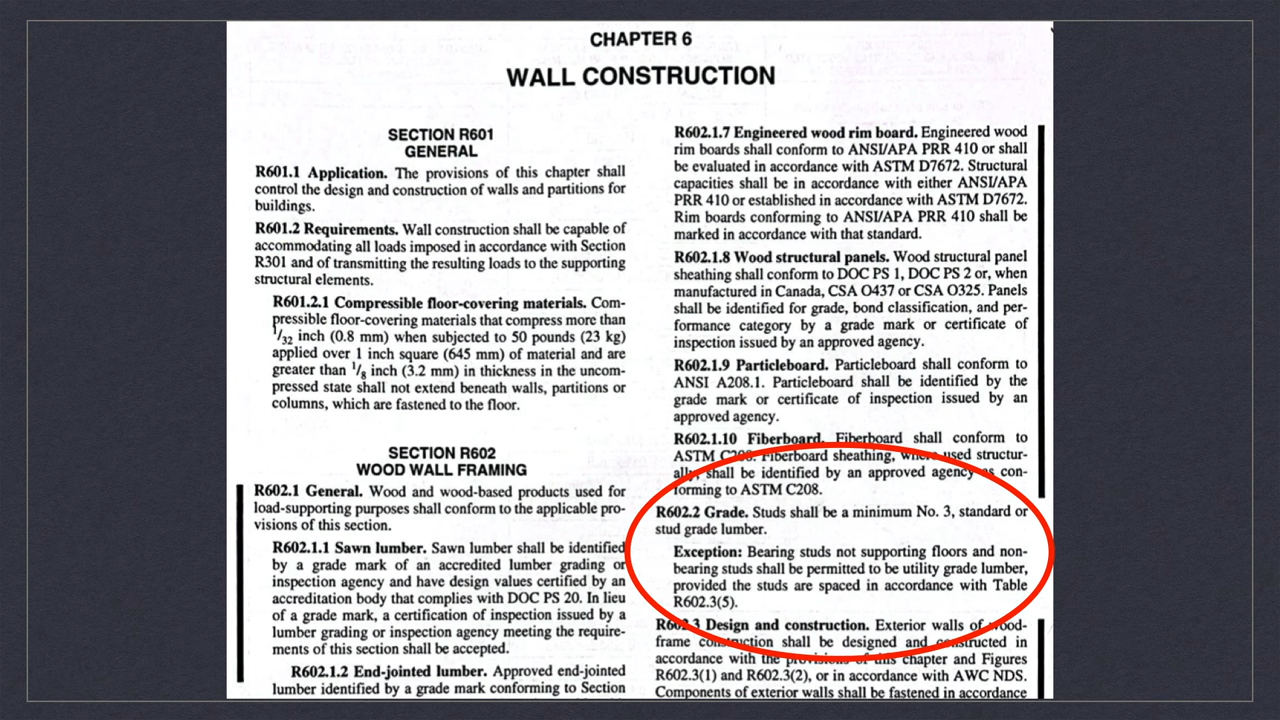 CHAPTER 6
WALL CONSTRUCTION
SECTION R601
GENERAL
R601.1 Application. The provisions of this chapter shall
control the design and construction of walls and partitions for
buildings.
R601.2 Requirements. Wall construction shall be capable of
accommodating all loads imposed in accordance with Section
R301 and of transmitting the resulting loads to the supporting
structural elements.
R601.2.1 Compressible floor-covering materials. Com-
pressible floor-covering materials that compress more than
1/32 inch (0.8 mm) when subjected to 50 pounds (23 kg)
applied over 1 inch square (645 mm) of material and are
greater than 1/8 inch (3.2 mm) in thickness in the uncom-
pressed state shall not extend beneath walls, partitions or
columns, which are fastened to the floor.
SECTION R602
WOOD WALL FRAMING
R602.1 General. Wood and wood-based products used for
load-supporting purposes shall conform to the applicable pro-
visions of this section.
R602.1.1 Sawn lumber. Sawn lumber shall be identified
by a grade mark of an accredited lumber grading or
inspection agency and have design values certified by an
accreditation body that complies with DOC PS 20. In lieu
of a grade mark, a certification of inspection issued by a
lumber grading or inspection agency meeting the require-
ments of this section shall be accepted.
R602.1.2 End-jointed lumber. Approved end-jointed
lumber identified by a grade mark conforming to Section
R602.1.7 Engineered wood rim board. Engineered wood
rim boards shall conform to ANSI/APA PRR 410 or shall
be evaluated in accordance with ASTM D7672. Structural
capacities shall be in accordance with either ANSI/APA
PRR 410 or established in accordance with ASTM D7672.
Rim boards conforming to ANSI/APA PRR 410 shall be
marked in accordance with that standard.
R602.1.8 Wood structural panels. Wood structural panel
sheathing shall conform to DOC PS 1, DOC PS 2 or, when
manufactured in Canada, CSA O437 or CSA O325. Panels
shall be identified for grade, bond classification, and per-
formance category by a grade mark or certificate of
inspection issued by an approved agency.
R602.1.9 Particleboard. Particleboard shall conform to
ANSI A208.1. Particleboard shall be identified by the
grade mark or certificate of inspection issued by an
approved agency.
R602.1.10 Fiberboard. Fiberboard shall conform to
ASTM C208. Fiberboard sheathing, where used structur-
ally, shall be identified by an approved agency as con-
forming to ASTM C208.
R602.2 Grade. Studs shall be a minimum No. 3, standard or
stud grade lumber.
Exception: Bearing studs not supporting floors and non-
bearing studs shall be permitted to be utility grade lumber,
provided the studs are spaced in accordance with Table
R602.3(5).
R602.3 Design and construction. Exterior walls of wood-
frame construction shall be designed and constructed in
accordance with the provisions of this chapter and Figures
R602.3(1) and R602.3(2), or in accordance with AWC NDS.
Components of exterior walls shall be fastened in accordance